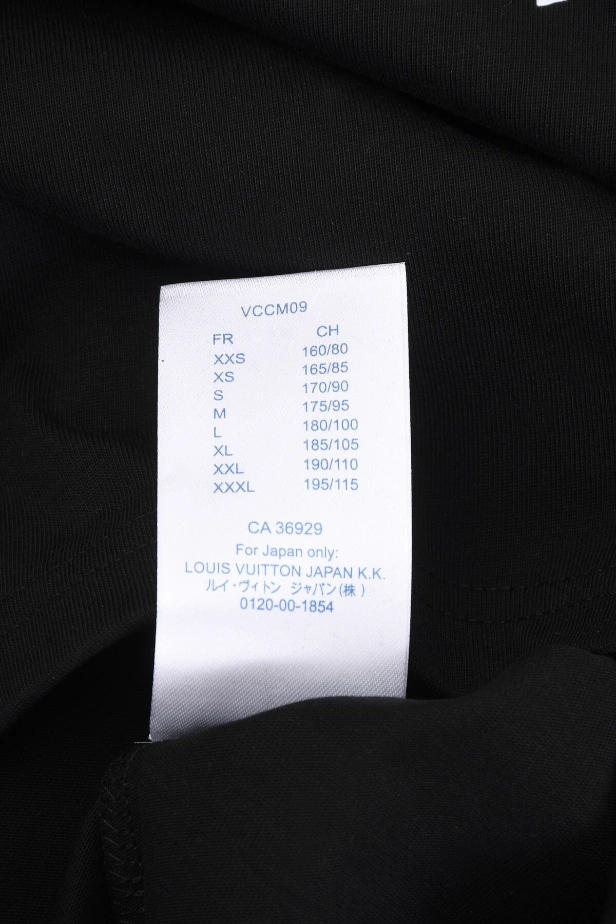 VCCM09
FR CH
XXS 160/80
XS 165/85
S 170/90
M 175/95
L 180/100
XL 185/105
XXL 190/110
XXXL 195/115
CA 36929
For Japan only:
LOUIS VUITTON JAPAN K.K.
ルイ・ヴィトン ジャパン(株)
0120-00-1854